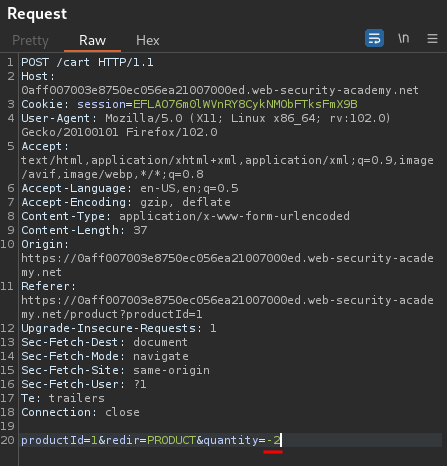 Request
Pretty Raw Hex \n
1 POST /cart HTTP/1.1
2 Host:
0aff007003e8750ec056ea21007000ed.web-security-academy.net
3 Cookie: session=EFLAO76m0lWVnRY8CykNMObFTksFmX9B
4 User-Agent: Mozilla/5.0 (X11; Linux x86_64; rv:102.0)
Gecko/20100101 Firefox/102.0
5 Accept:
text/html,application/xhtml+xml,application/xml;q=0.9,image
/avif,image/webp,*/*;q=0.8
6 Accept-Language: en-US,en;q=0.5
7 Accept-Encoding: gzip, deflate
8 Content-Type: application/x-www-form-urlencoded
9 Content-Length: 37
10 Origin:
https://0aff007003e8750ec056ea21007000ed.web-security-acade
my.net
11 Referer:
https://0aff007003e8750ec056ea21007000ed.web-security-acade
my.net/product?productId=1
12 Upgrade-Insecure-Requests: 1
13 Sec-Fetch-Dest: document
14 Sec-Fetch-Mode: navigate
15 Sec-Fetch-Site: same-origin
16 Sec-Fetch-User: ?1
17 Te: trailers
18 Connection: close
19
20 productId=1&redir=PRODUCT&quantity=-2